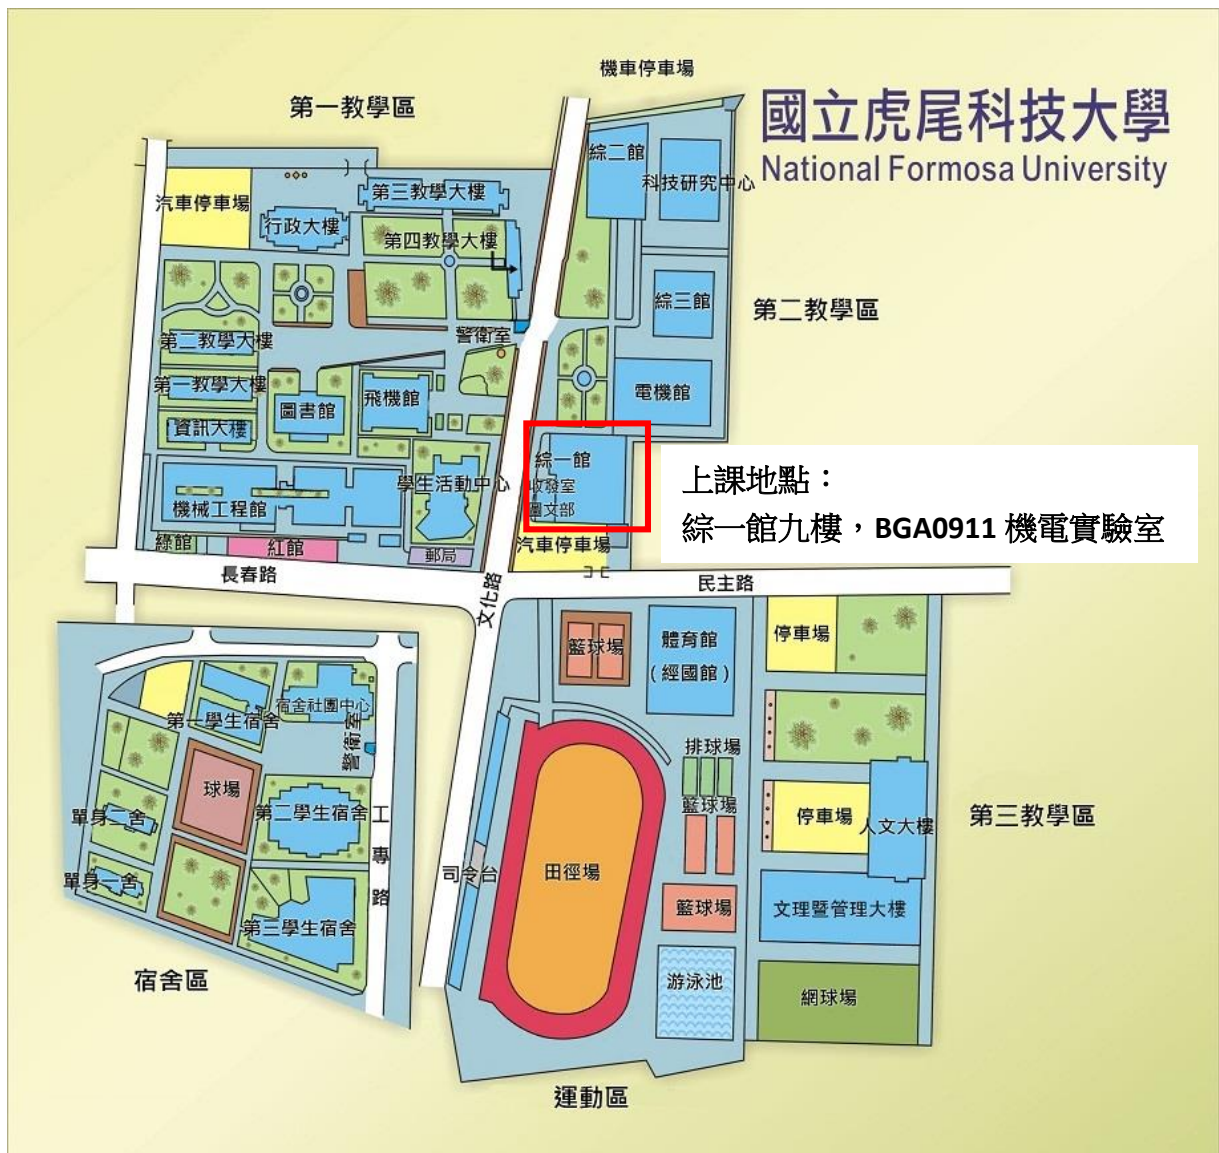 機車停車場
第一教學區
國立虎尾科技大學
National Formosa University
綜二館
科技研究中心
第三教學大樓
汽車停車場
行政大樓
第四教學大樓
綜三館
第二教學區
警衛室
第二教學大樓
第一教學大樓
圖書館
飛機館
電機館
資訊大樓
綜一館
收發室
圖文部
上課地點：
綜一館九樓，BGA0911 機電實驗室
學生活動中心
機械工程館
綠館
紅館
郵局
汽車停車場
長春路
文化路
民主路
籃球場
體育館
(經國館)
停車場
宿舍社團中心
第一學生宿舍
警衛室
排球場
球場
籃球場
停車場
人文大樓
第三教學區
單身二舍
第二學生宿舍
工專路
單身一舍
司令台
田徑場
籃球場
文理暨管理大樓
第三學生宿舍
宿舍區
游泳池
網球場
運動區